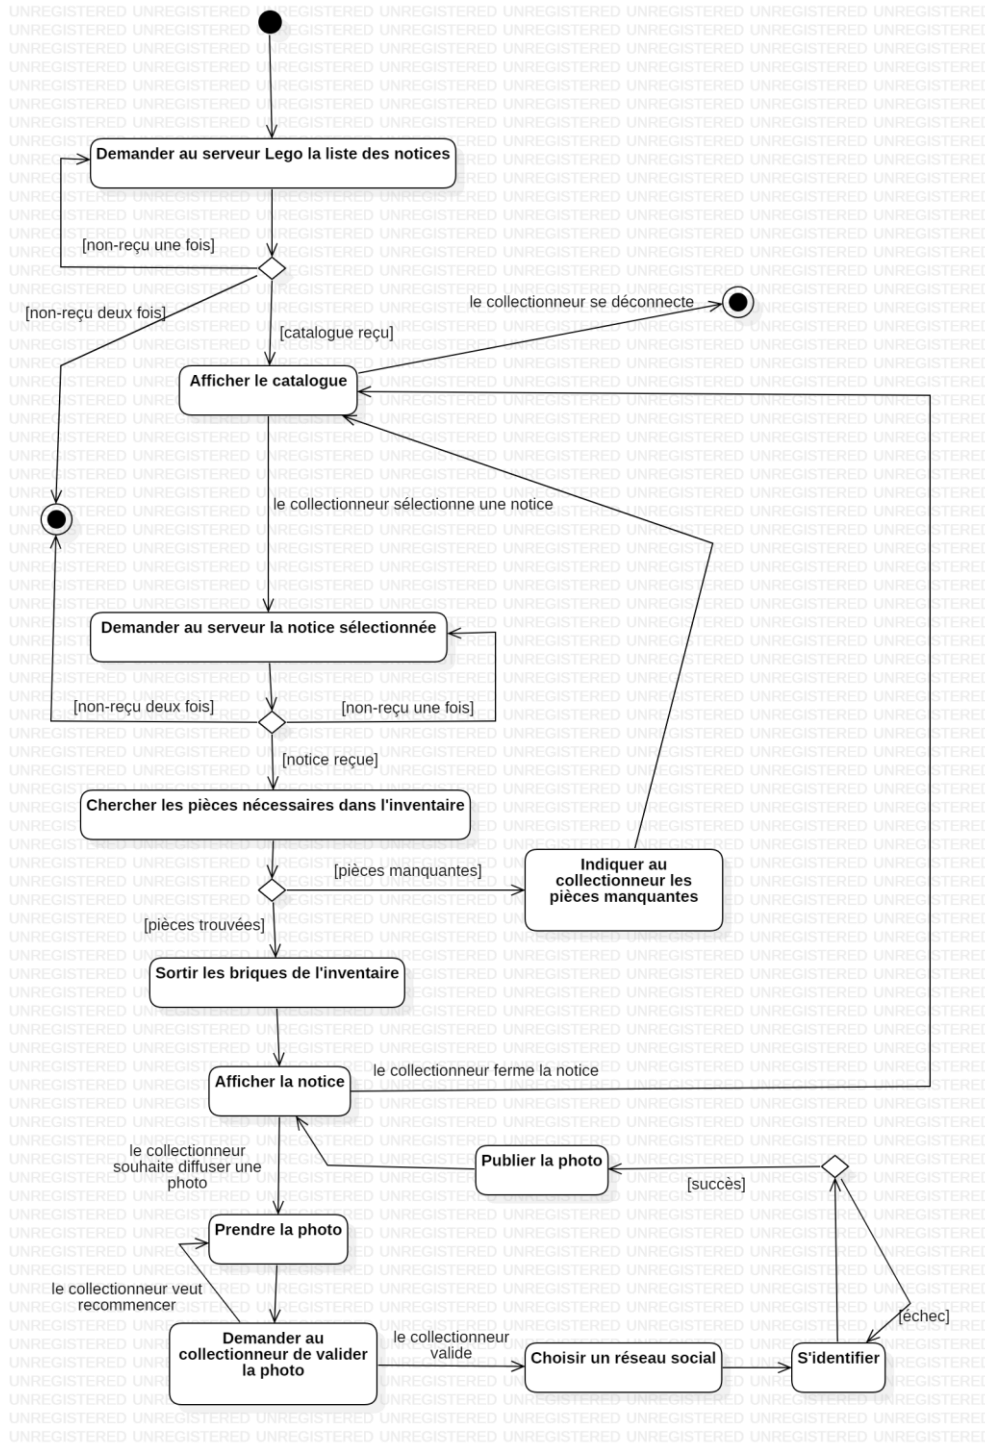 Demander au serveur Lego la liste des notices
[non-reçu une fois]
[non-reçu deux fois]
[catalogue reçu]
le collectionneur se déconnecte
Afficher le catalogue
le collectionneur sélectionne une notice
Demander au serveur la notice sélectionnée
[non-reçu deux fois]
[non-reçu une fois]
[notice reçue]
Chercher les pièces nécessaires dans l'inventaire
[pièces manquantes]
Indiquer au
collectionneur les
pièces manquantes
[pièces trouvées]
Sortir les briques de l'inventaire
Afficher la notice
le collectionneur ferme la notice
le collectionneur
souhaite diffuser une
photo
Publier la photo
[succès]
Prendre la photo
le collectionneur veut
recommencer
Demander au
collectionneur de valider
la photo
le collectionneur
valide
Choisir un réseau social
S'identifier
[échec]
UNREGISTERED